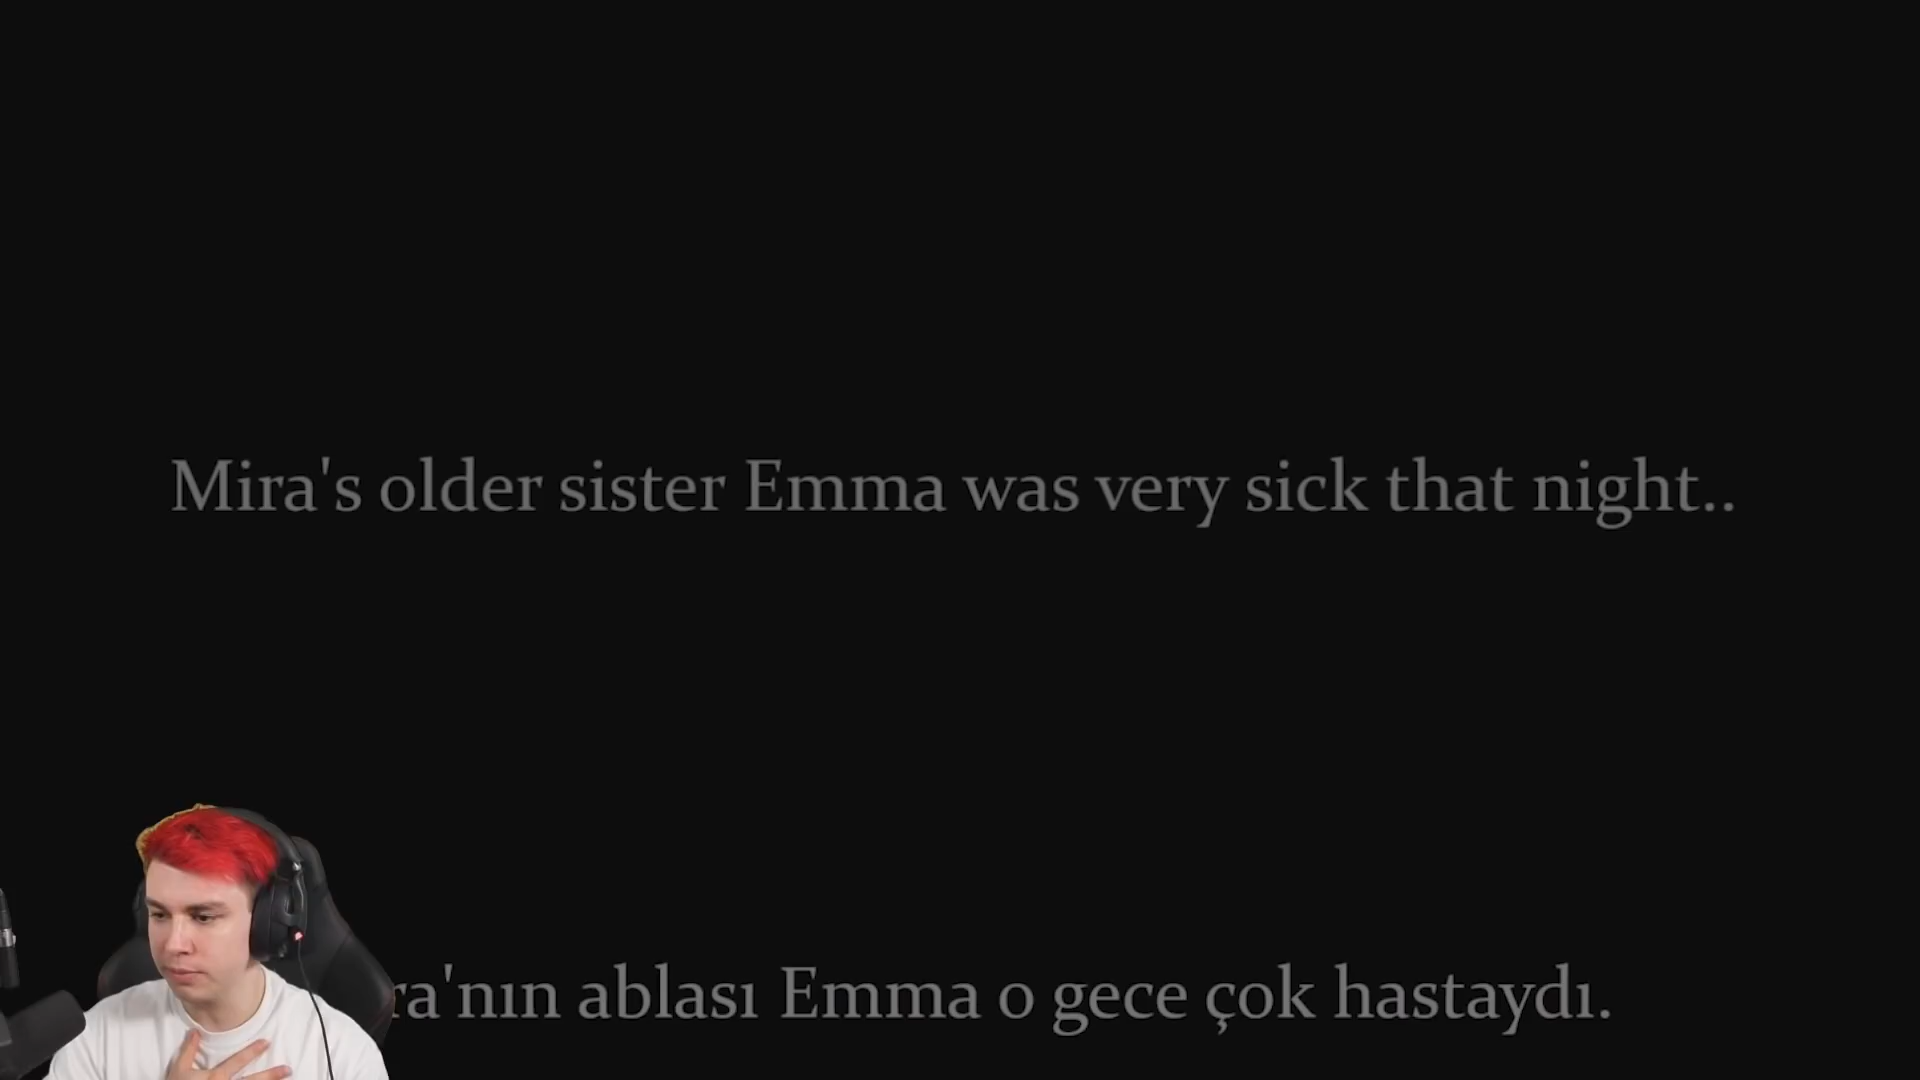 Mira's older sister Emma was very sick that night..
ra'nın ablası Emma o gece çok hastaydı.